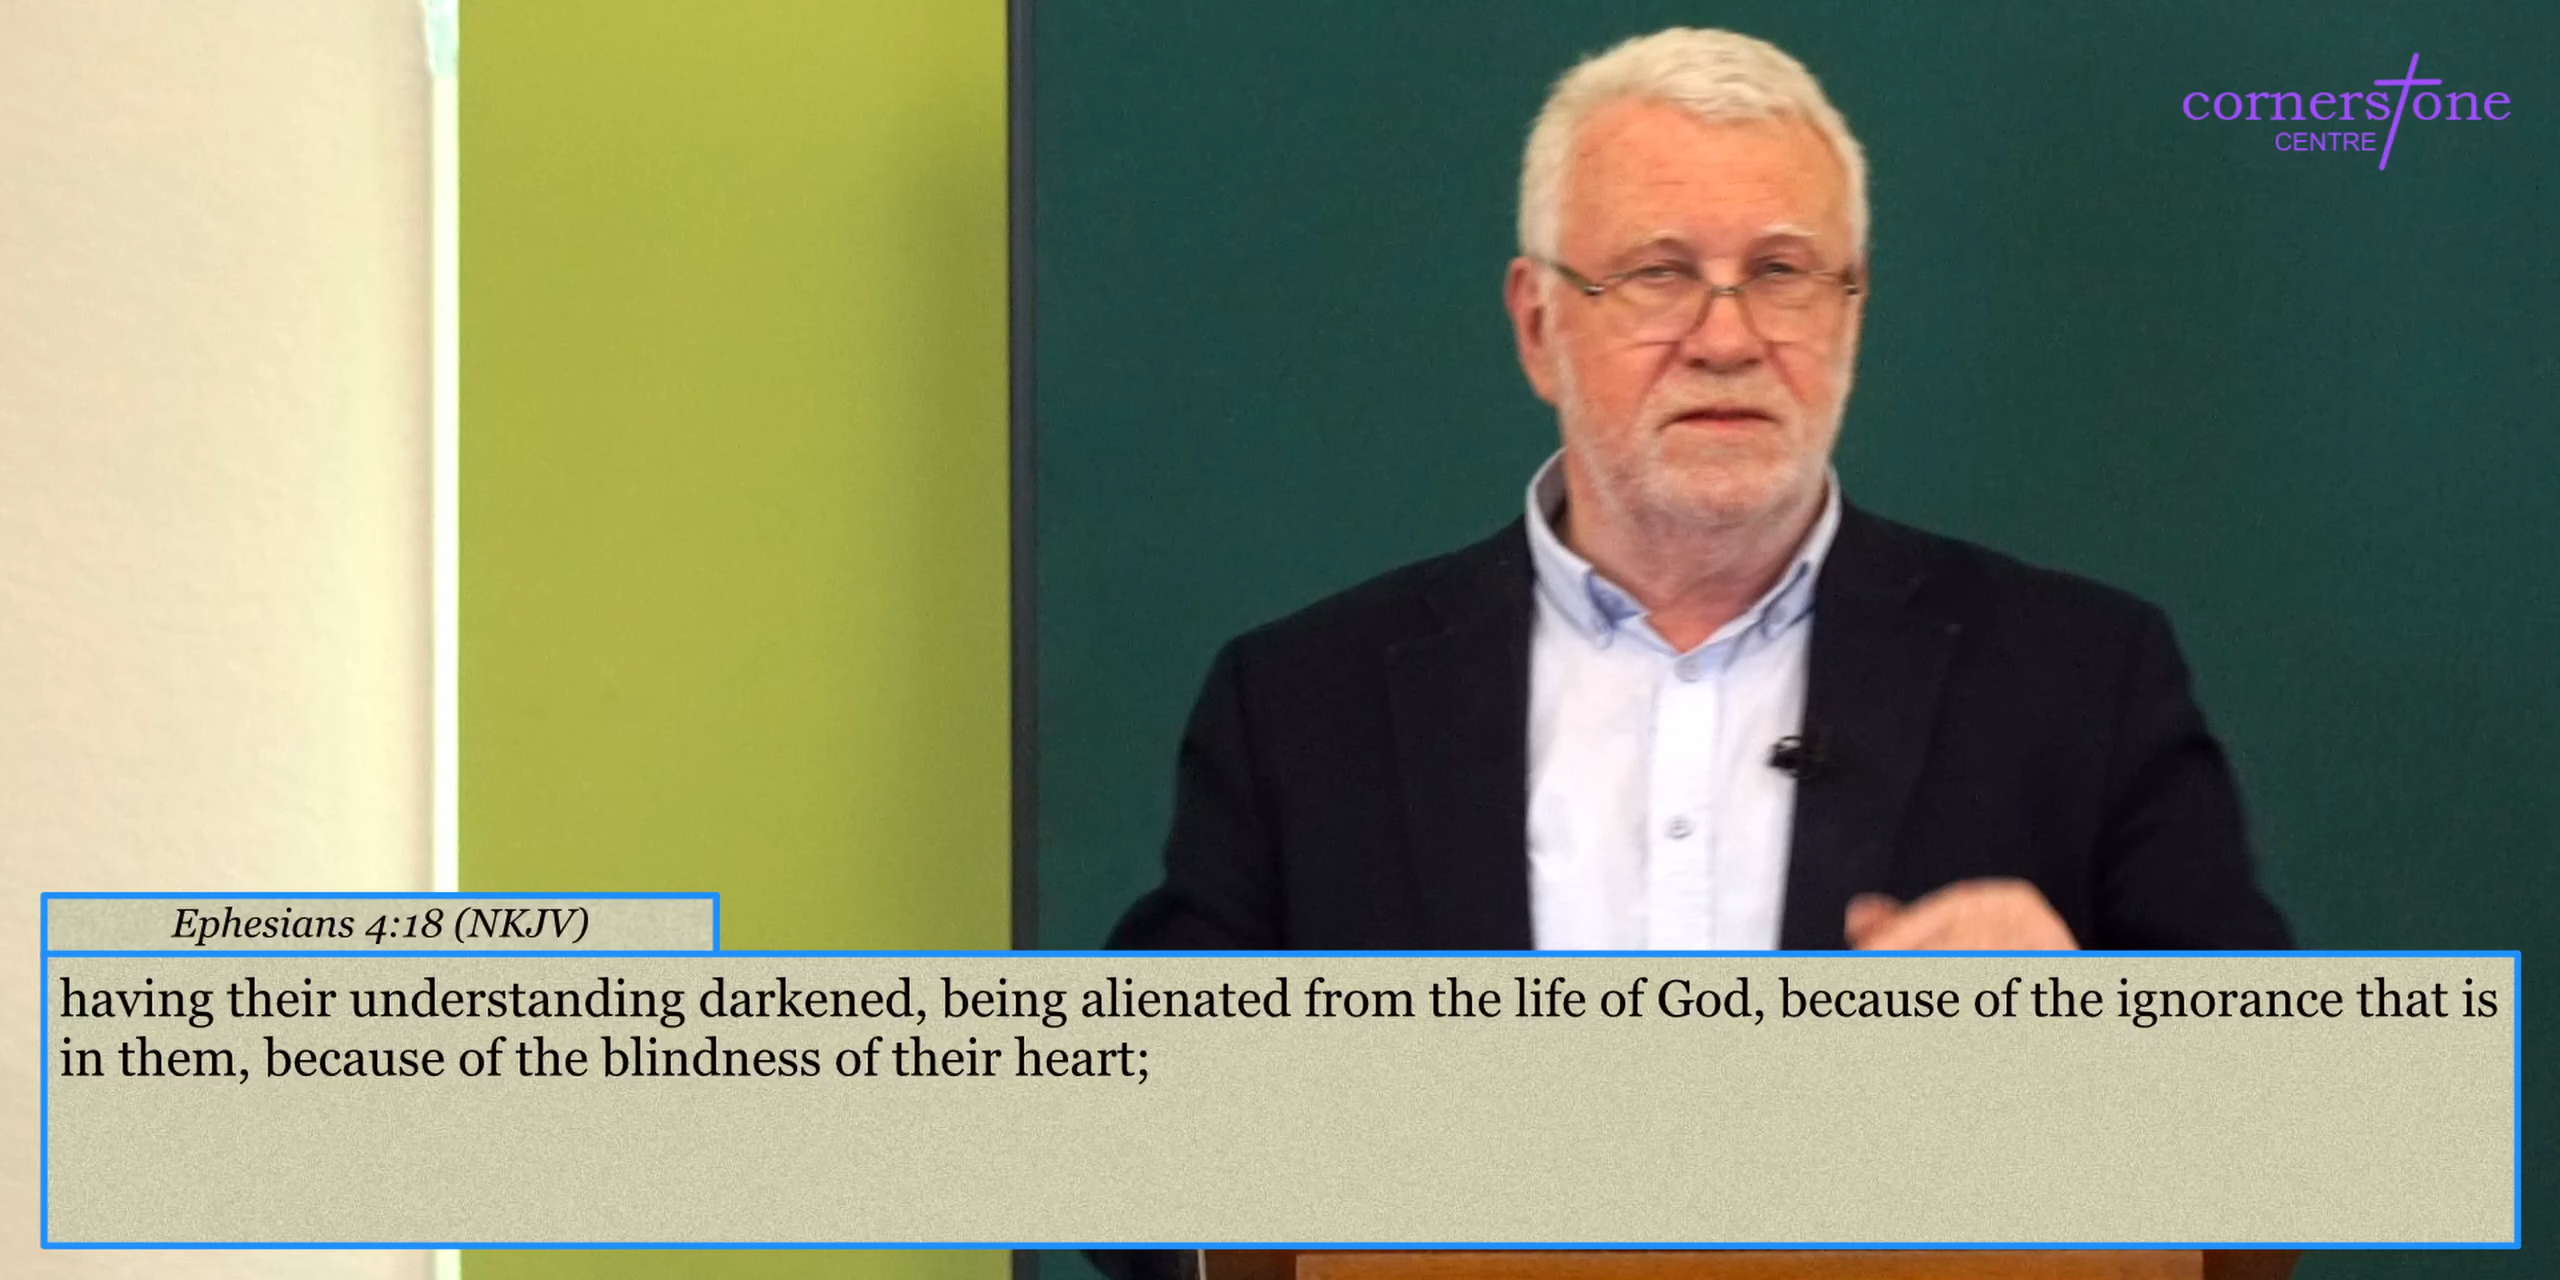 cornerstone
CENTRE
Ephesians 4:18 (NKJV)
having their understanding darkened, being alienated from the life of God, because of the ignorance that is
in them, because of the blindness of their heart;